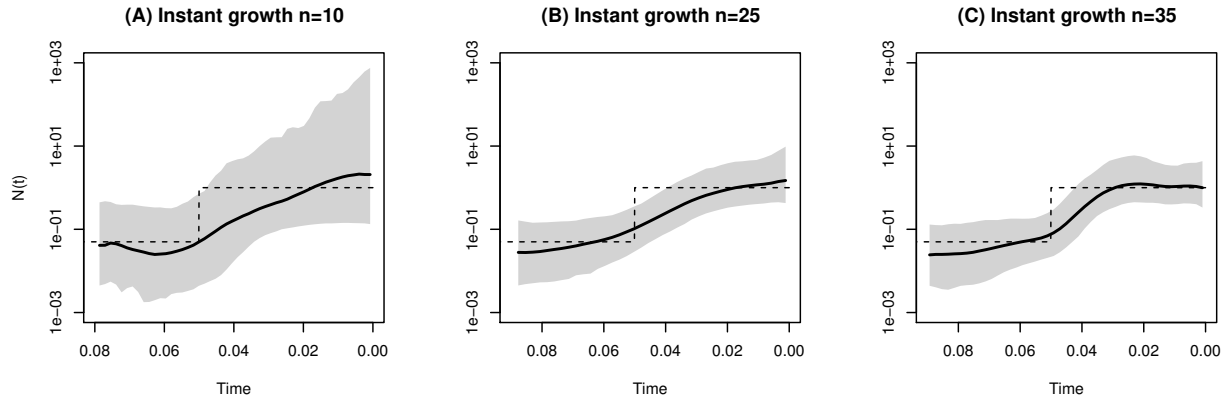 (A) Instant growth n=10
(B) Instant growth n=25
(C) Instant growth n=35
N(t)
1e+03
1e+01
1e−01
1e−03
1e+03
1e+01
1e−01
1e−03
1e+03
1e+01
1e−01
1e−03
0.08 0.06 0.04 0.02 0.00
0.08 0.06 0.04 0.02 0.00
0.08 0.06 0.04 0.02 0.00
Time
Time
Time